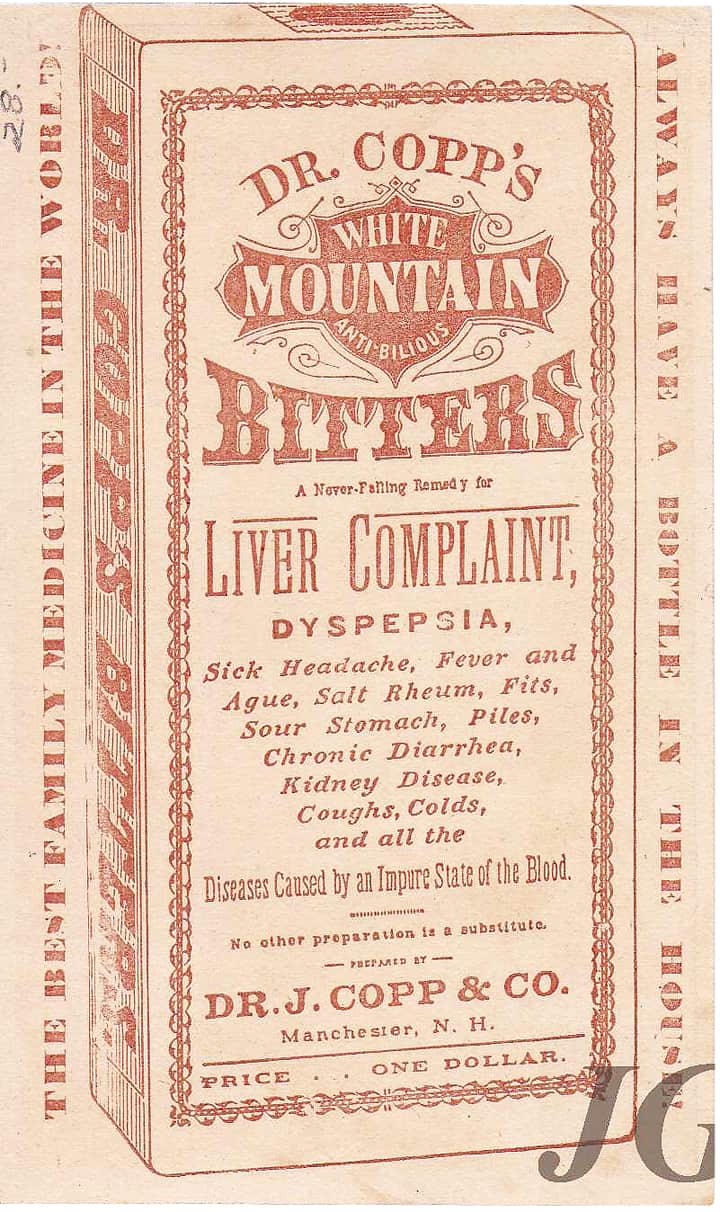 28.
THE BEST FAMILY MEDICINE IN THE WORLD!
DR. COPP'S BITTERS
DR. COPP'S
WHITE
MOUNTAIN
ANTI-BILIOUS
BITTERS
A Never-Failing Remedy for
LIVER COMPLAINT,
DYSPEPSIA,
Sick Headache, Fever and
Ague, Salt Rheum, Fits,
Sour Stomach, Piles,
Chronic Diarrhea,
Kidney Disease,
Coughs, Colds,
and all the
Diseases Caused by an Impure State of the Blood.
No other preparation is a substitute.
— PREPARED BY —
DR. J. COPP & CO.
Manchester, N. H.
PRICE . . ONE DOLLAR.
ALWAYS HAVE A BOTTLE IN THE HOUSE!
JG